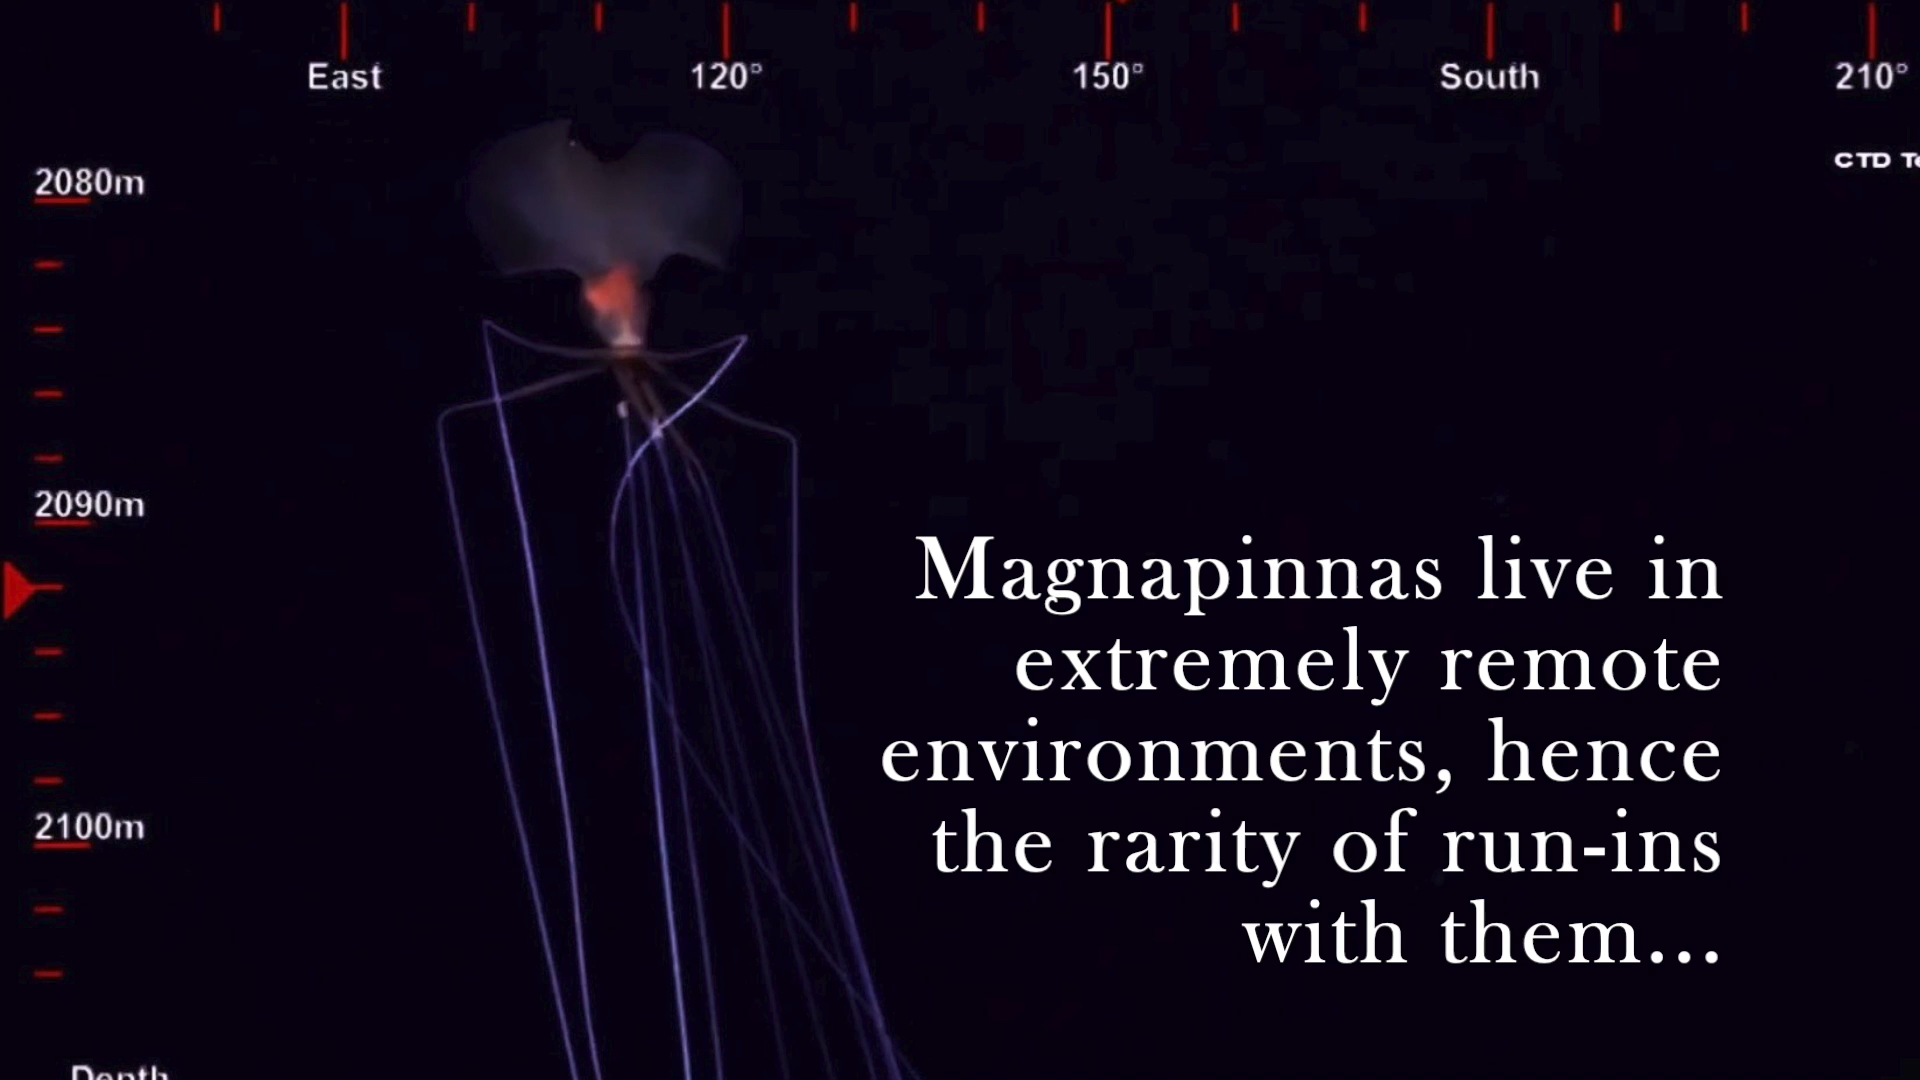 East 120° 150° South 210°
CTD
2080m
2090m
2100m
Magnapinnas live in
extremely remote
environments, hence
the rarity of run-ins
with them...
Depth